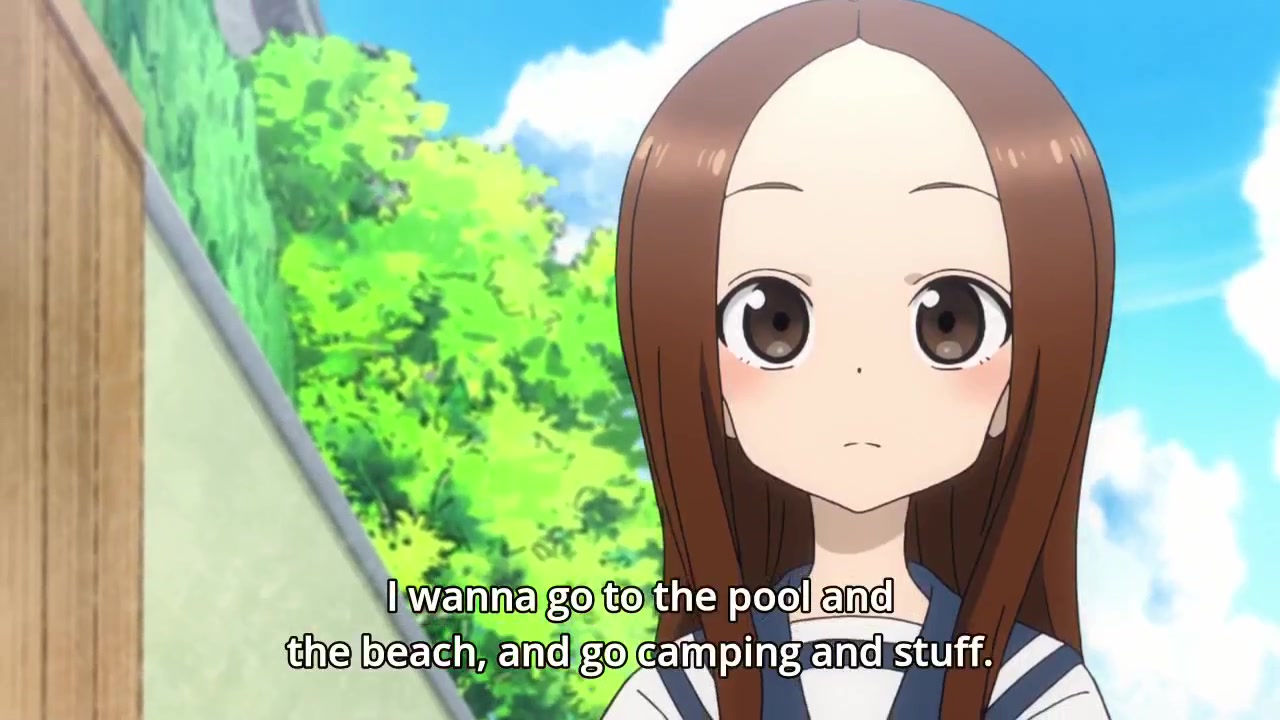 I wanna go to the pool and
the beach, and go camping and stuff.